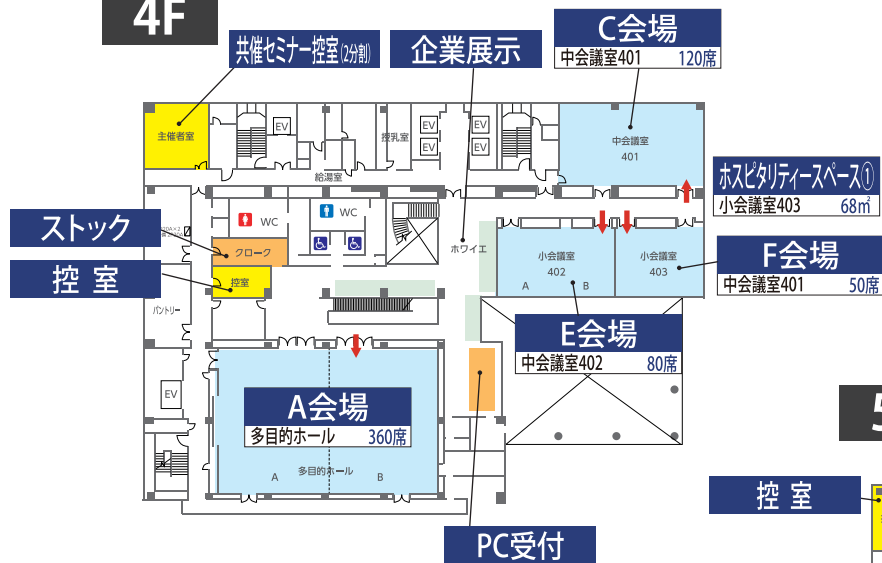 4F
共催セミナー控室(2分割)
企業展示
C会場
中会議室401 120席
主催者室
EV
授乳室
EV
EV
EV
EV
中会議室
401
給湯室
ホスピタリティースペース①
小会議室403 68㎡
ストック
WC
WC
クローク
ホワイエ
小会議室
402
A B
小会議室
403
F会場
中会議室401 50席
控室
控室
パントリー
E会場
中会議室402 80席
EV
A会場
多目的ホール 360席
多目的ホール
A B
5
控室
PC受付